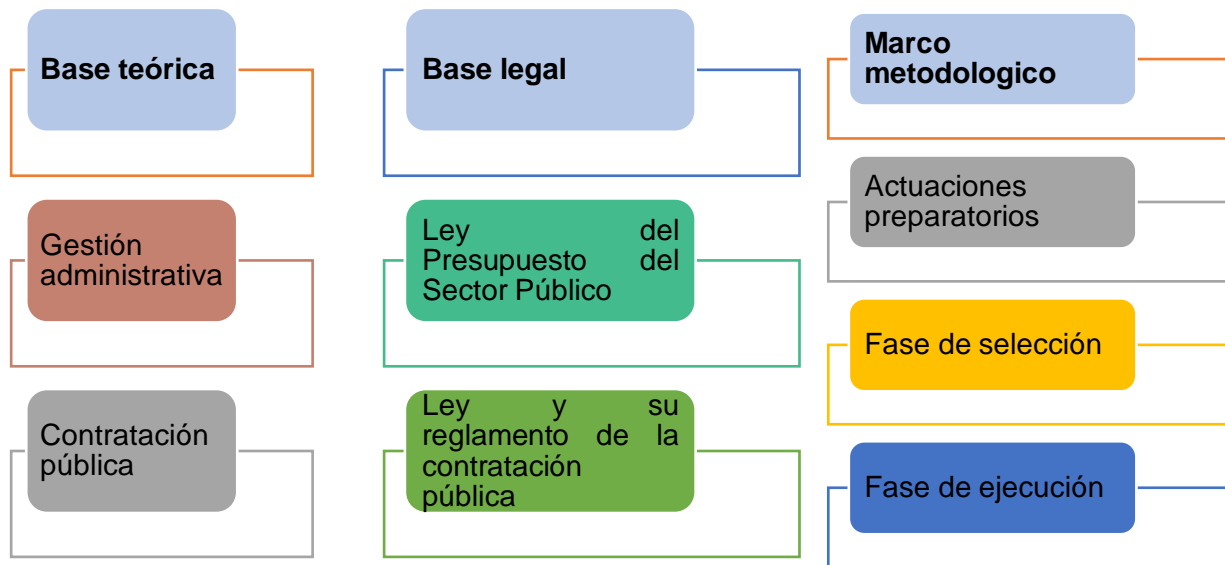 Base teórica
Gestión
administrativa
Contratación
pública
Base legal
Ley del
Presupuesto del
Sector Público
Ley y su
reglamento de la
contratación
pública
Marco
metodologico
Actuaciones
preparatorios
Fase de selección
Fase de ejecución